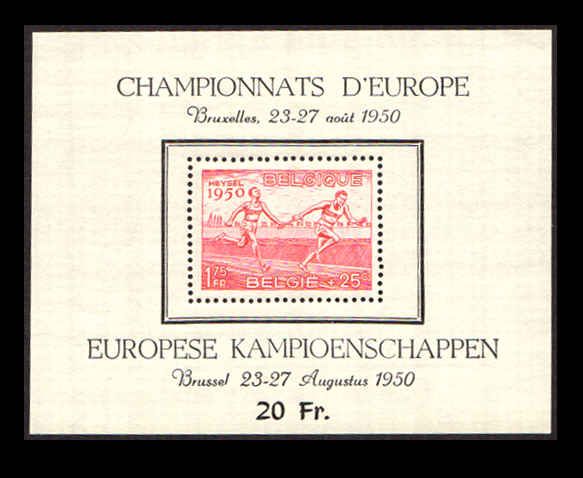 CHAMPIONNATS D'EUROPE
Bruxelles, 23-27 août 1950
HEYSEL BELGIQUE
1950
1.75 FR BELGIË + 25c
EUROPESE KAMPIOENSCHAPPEN
Brussel 23-27 Augustus 1950
20 Fr.